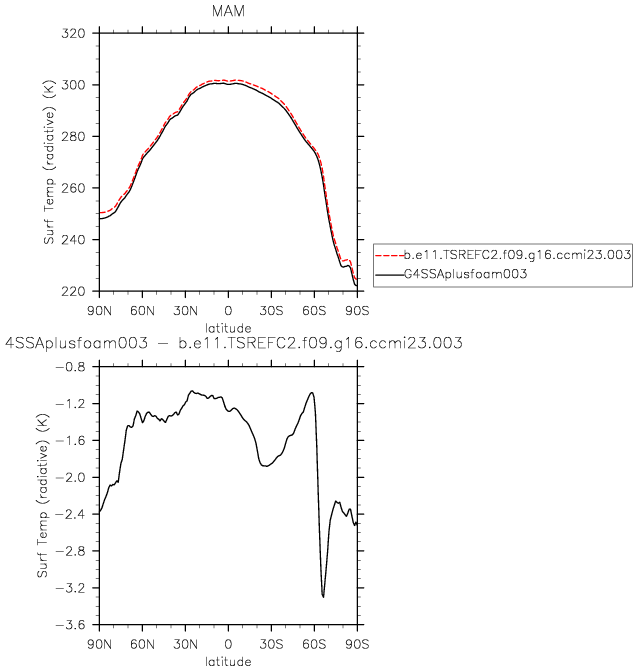 MAM
Surf Temp (radiative) (K)
320
300
280
260
240
220
90N 60N 30N 0 30S 60S 90S
latitude
b.e11.TSREFC2.f09.g16.ccmi23.003
G4SSAplusfoam003
4SSAplusfoam003 − b.e11.TSREFC2.f09.g16.ccmi23.003
Surf Temp (radiative) (K)
−0.8
−1.2
−1.6
−2.0
−2.4
−2.8
−3.2
−3.6
90N 60N 30N 0 30S 60S 90S
latitude